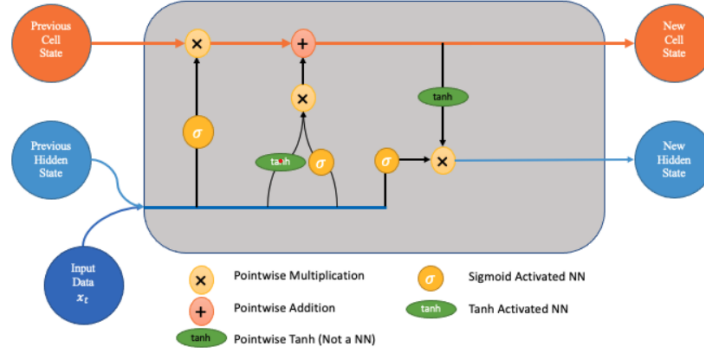 Previous
Cell
State
New
Cell
State
×
+
×
tanh
σ
tanh
σ
σ
×
Previous
Hidden
State
New
Hidden
State
Input
Data
x_t
× Pointwise Multiplication
σ Sigmoid Activated NN
+ Pointwise Addition
tanh Tanh Activated NN
tanh Pointwise Tanh (Not a NN)